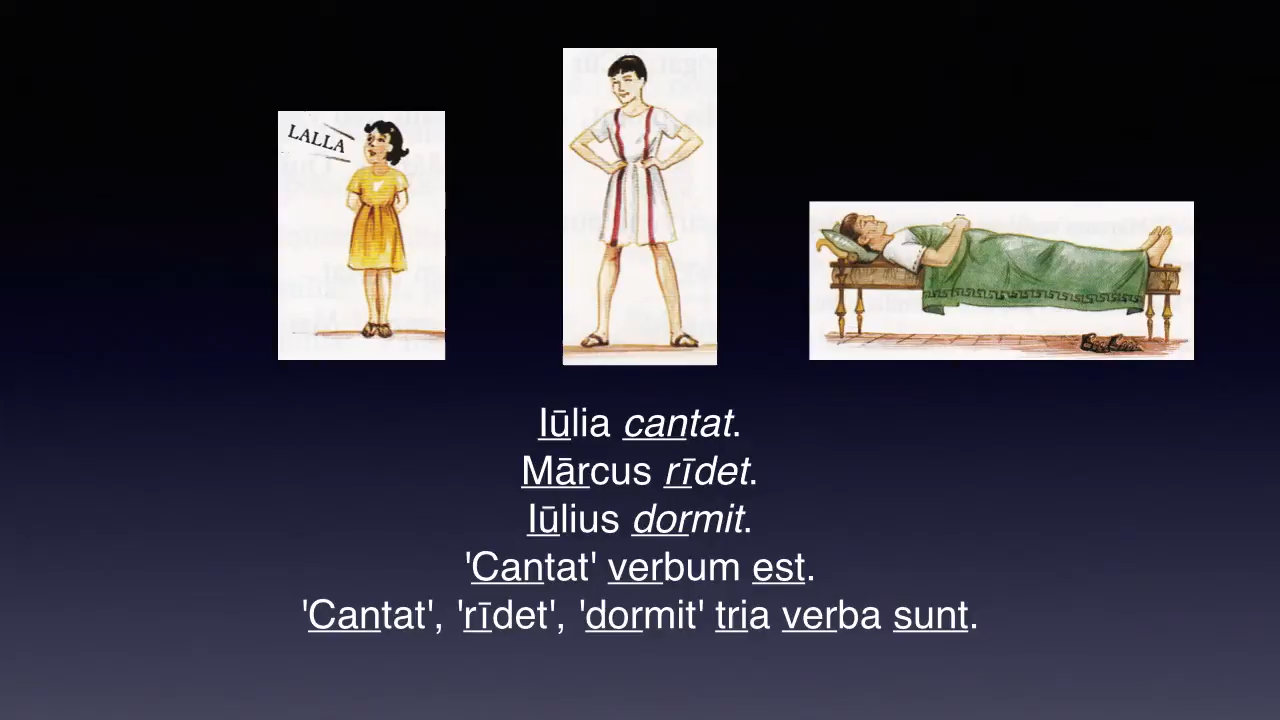 LALLA
Iūlia cantat.
Mārcus rīdet.
Iūlius dormit.
'Cantat' verbum est.
'Cantat', 'rīdet', 'dormit' tria verba sunt.